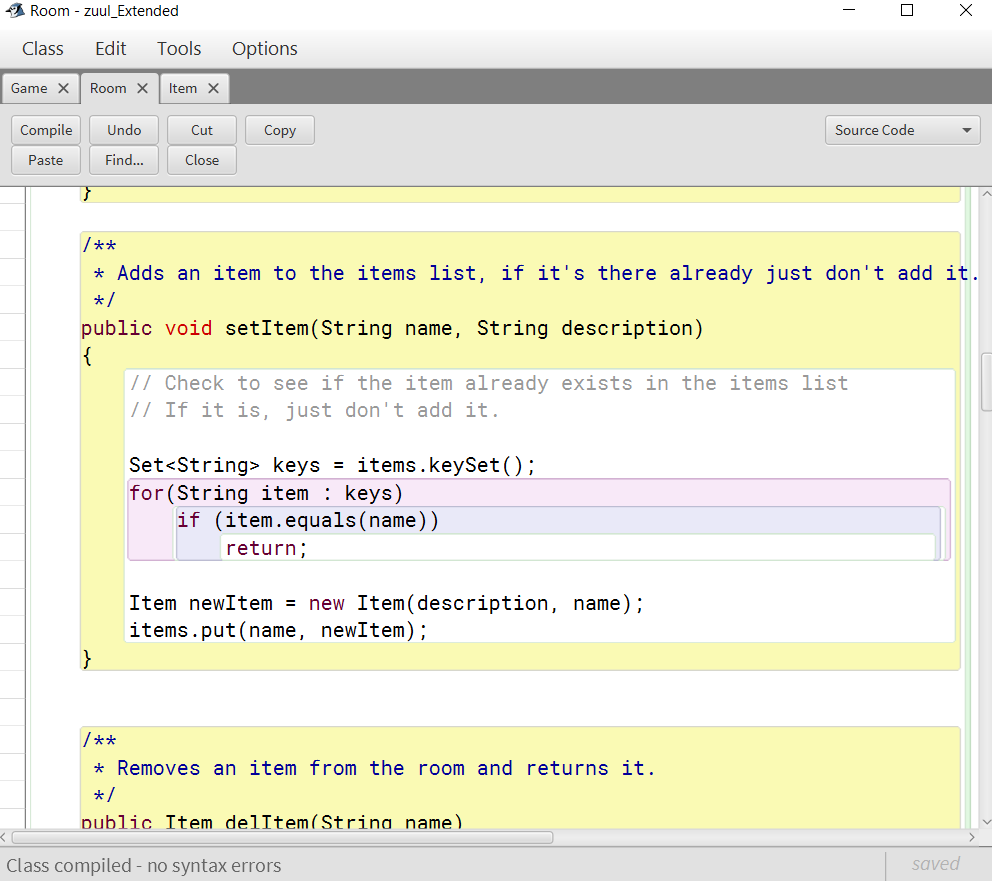 Room - zuul_Extended
Class Edit Tools Options
Game Room Item
Compile Undo Cut Copy Source Code
Paste Find... Close
}
/**
* Adds an item to the items list, if it's there already just don't add it.
*/
public void setItem(String name, String description)
{
// Check to see if the item already exists in the items list
// If it is, just don't add it.
Set<String> keys = items.keySet();
for(String item : keys)
if (item.equals(name))
return;
Item newItem = new Item(description, name);
items.put(name, newItem);
}
/**
* Removes an item from the room and returns it.
*/
public Item delItem(String name)
Class compiled - no syntax errors saved